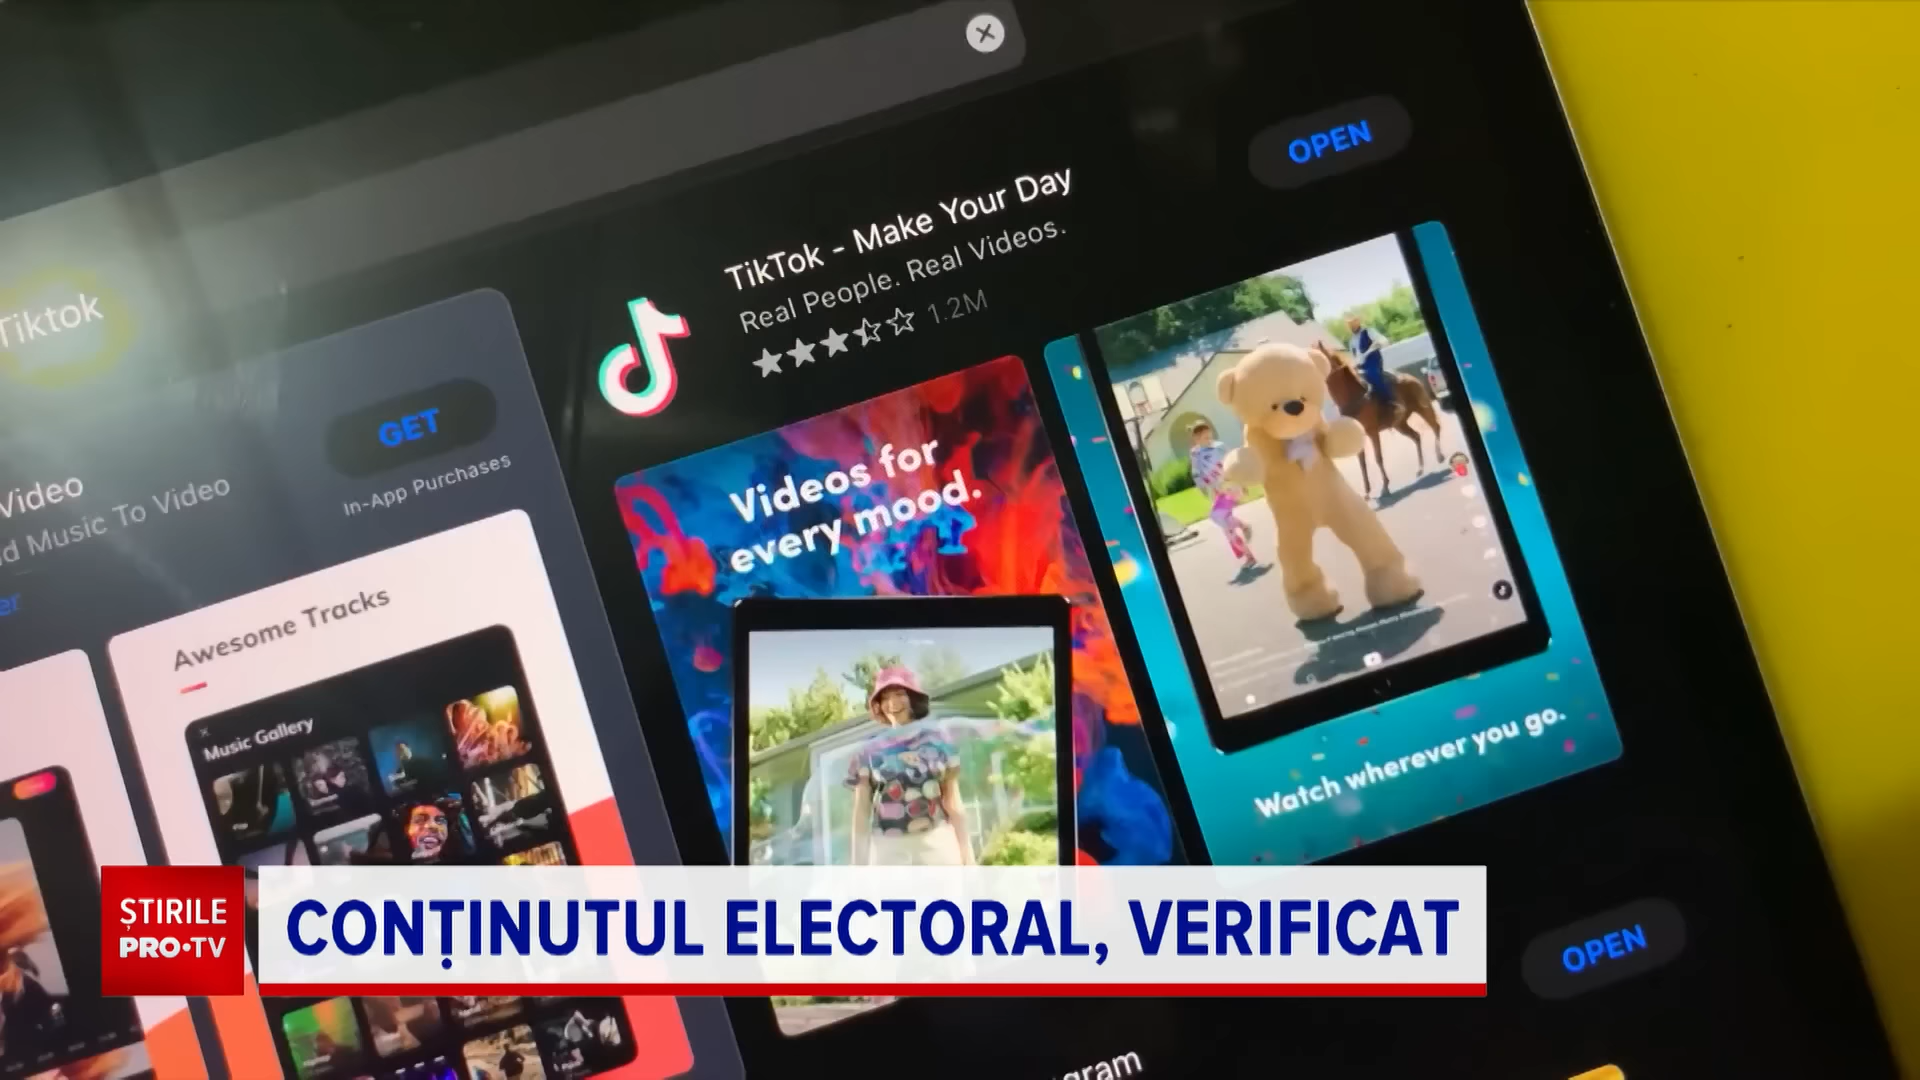 Tiktok
GET
In-App Purchases
Video
d Music To Video
er
Awesome Tracks
Music Gallery
TikTok - Make Your Day
Real People. Real Videos.
1.2M
OPEN
Videos for
every mood.
Watch wherever you go.
OPEN
gram
ȘTIRILE
PRO•TV
CONȚINUTUL ELECTORAL, VERIFICAT